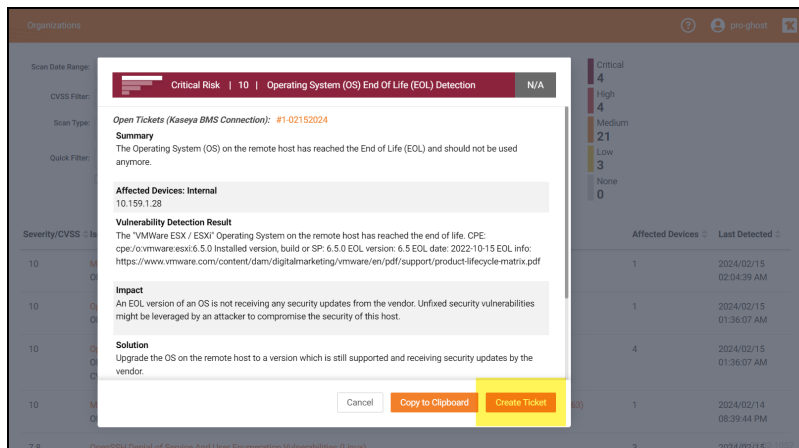 Organizations
pro-ghost
Scan Date Range:
CVSS Filter:
Scan Type:
Quick Filter:
Critical
4
High
4
Medium
21
Low
3
None
0
Critical Risk | 10 | Operating System (OS) End Of Life (EOL) Detection N/A
Open Tickets (Kaseya BMS Connection): #1-02152024
Summary
The Operating System (OS) on the remote host has reached the End of Life (EOL) and should not be used
anymore.
Affected Devices: Internal
10.159.1.28
Vulnerability Detection Result
The "VMWare ESX / ESXi" Operating System on the remote host has reached the end of life. CPE:
cpe:/o:vmware:esxi:6.5.0 Installed version, build or SP: 6.5.0 EOL version: 6.5 EOL date: 2022-10-15 EOL info:
https://www.vmware.com/content/dam/digitalmarketing/vmware/en/pdf/support/product-lifecycle-matrix.pdf
Impact
An EOL version of an OS is not receiving any security updates from the vendor. Unfixed security vulnerabilities
might be leveraged by an attacker to compromise the security of this host.
Solution
Upgrade the OS on the remote host to a version which is still supported and receiving security updates by the
vendor.
Cancel Copy to Clipboard Create Ticket
Severity/CVSS Is Affected Devices Last Detected
10 1 2024/02/15
02:04:39 AM
10 1 2024/02/15
01:36:07 AM
10 4 2024/02/15
01:36:07 AM
10 1 2024/02/14
08:39:44 PM
7.8 OpenSSH Denial of Service And User Enumeration Vulnerabilities (Linux)